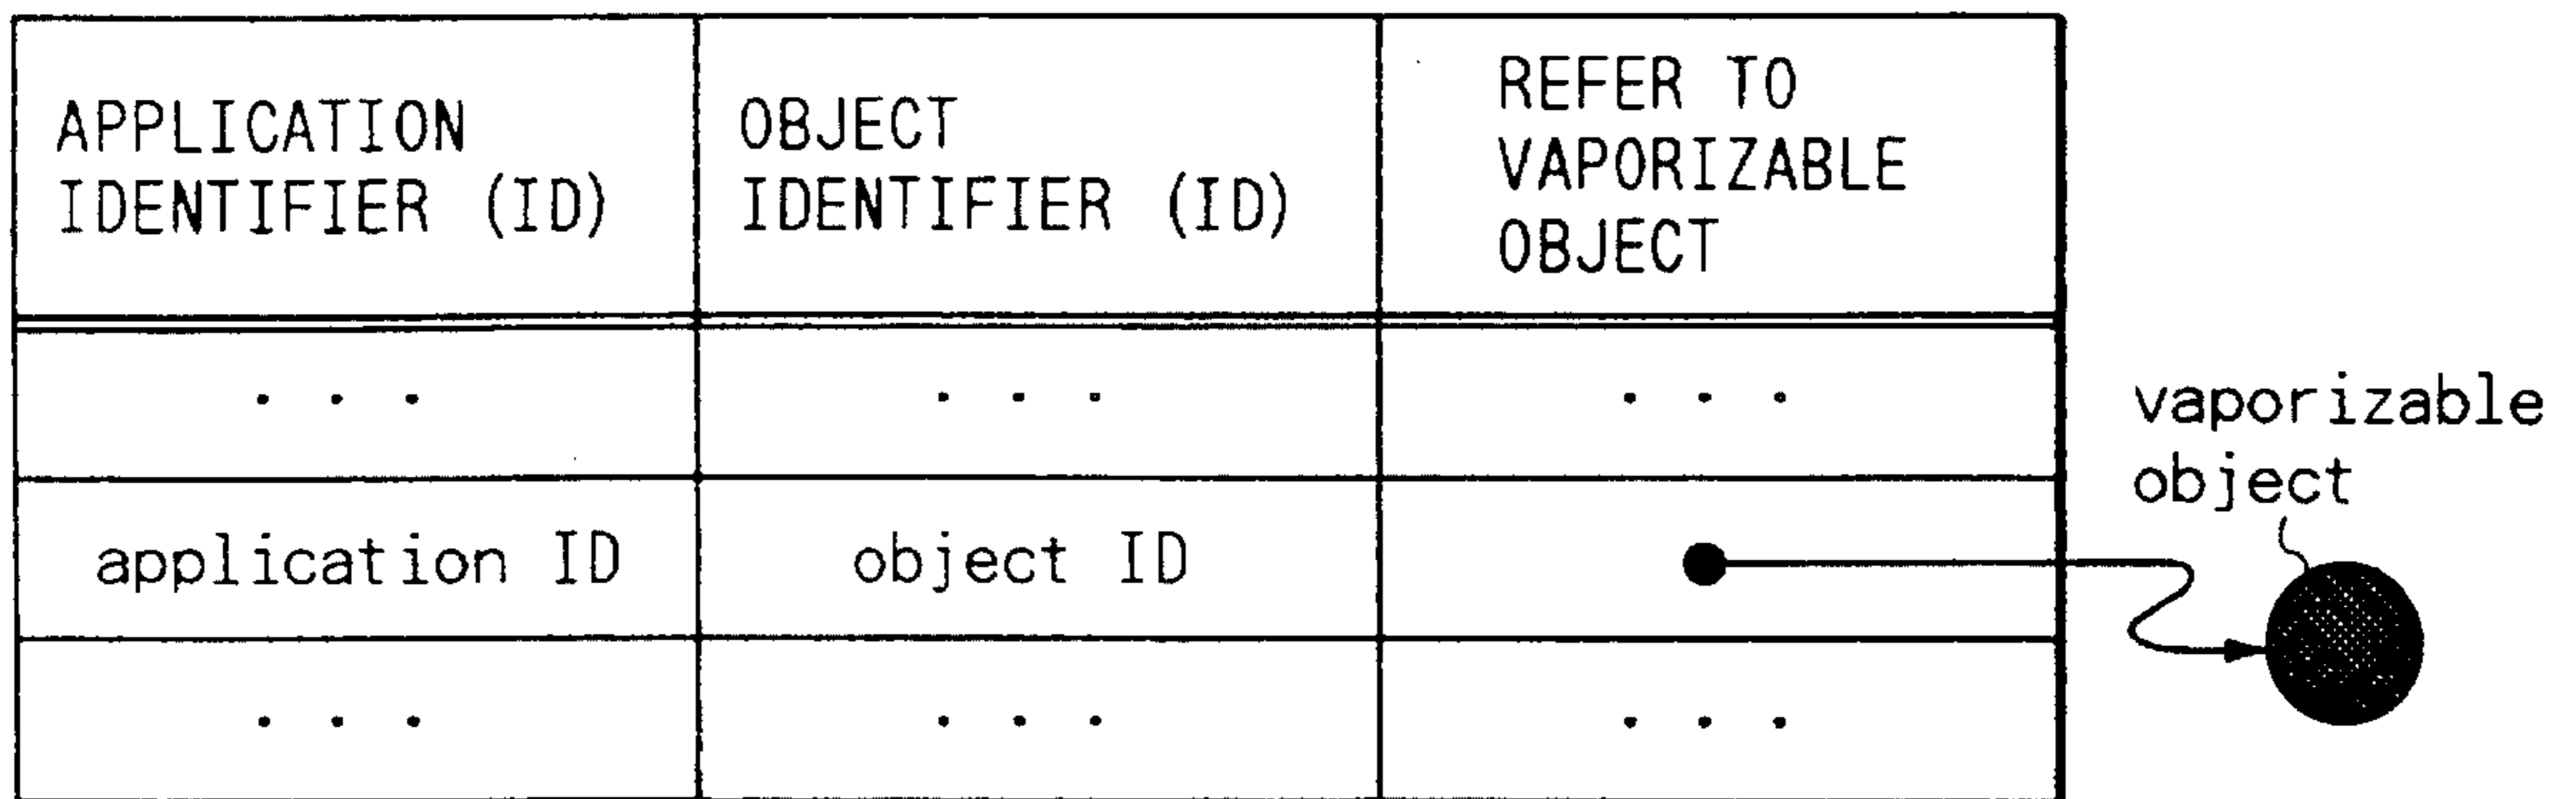 APPLICATION
IDENTIFIER (ID)
OBJECT
IDENTIFIER (ID)
REFER TO
VAPORIZABLE
OBJECT
. . .
. . .
. . .
vaporizable
object
application ID
object ID
. . .
. . .
. . .